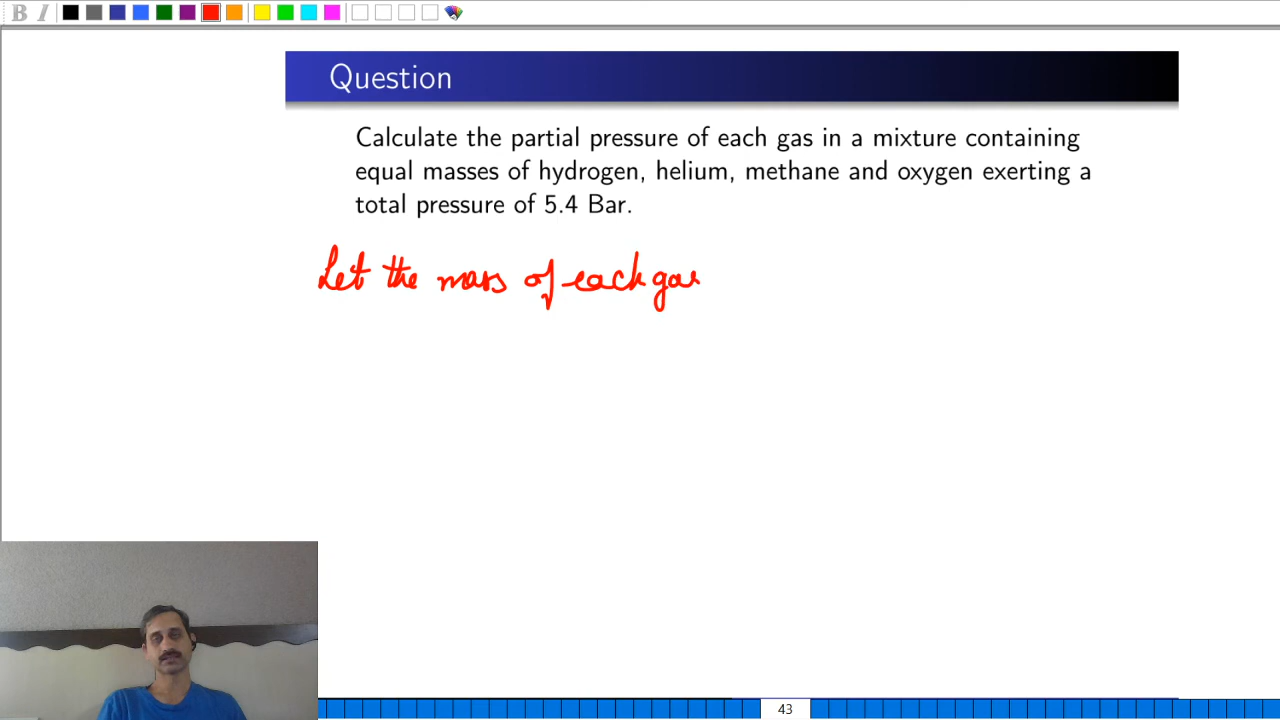 B I
Question
Calculate the partial pressure of each gas in a mixture containing
equal masses of hydrogen, helium, methane and oxygen exerting a
total pressure of 5.4 Bar.
Let the mass of each gas
43